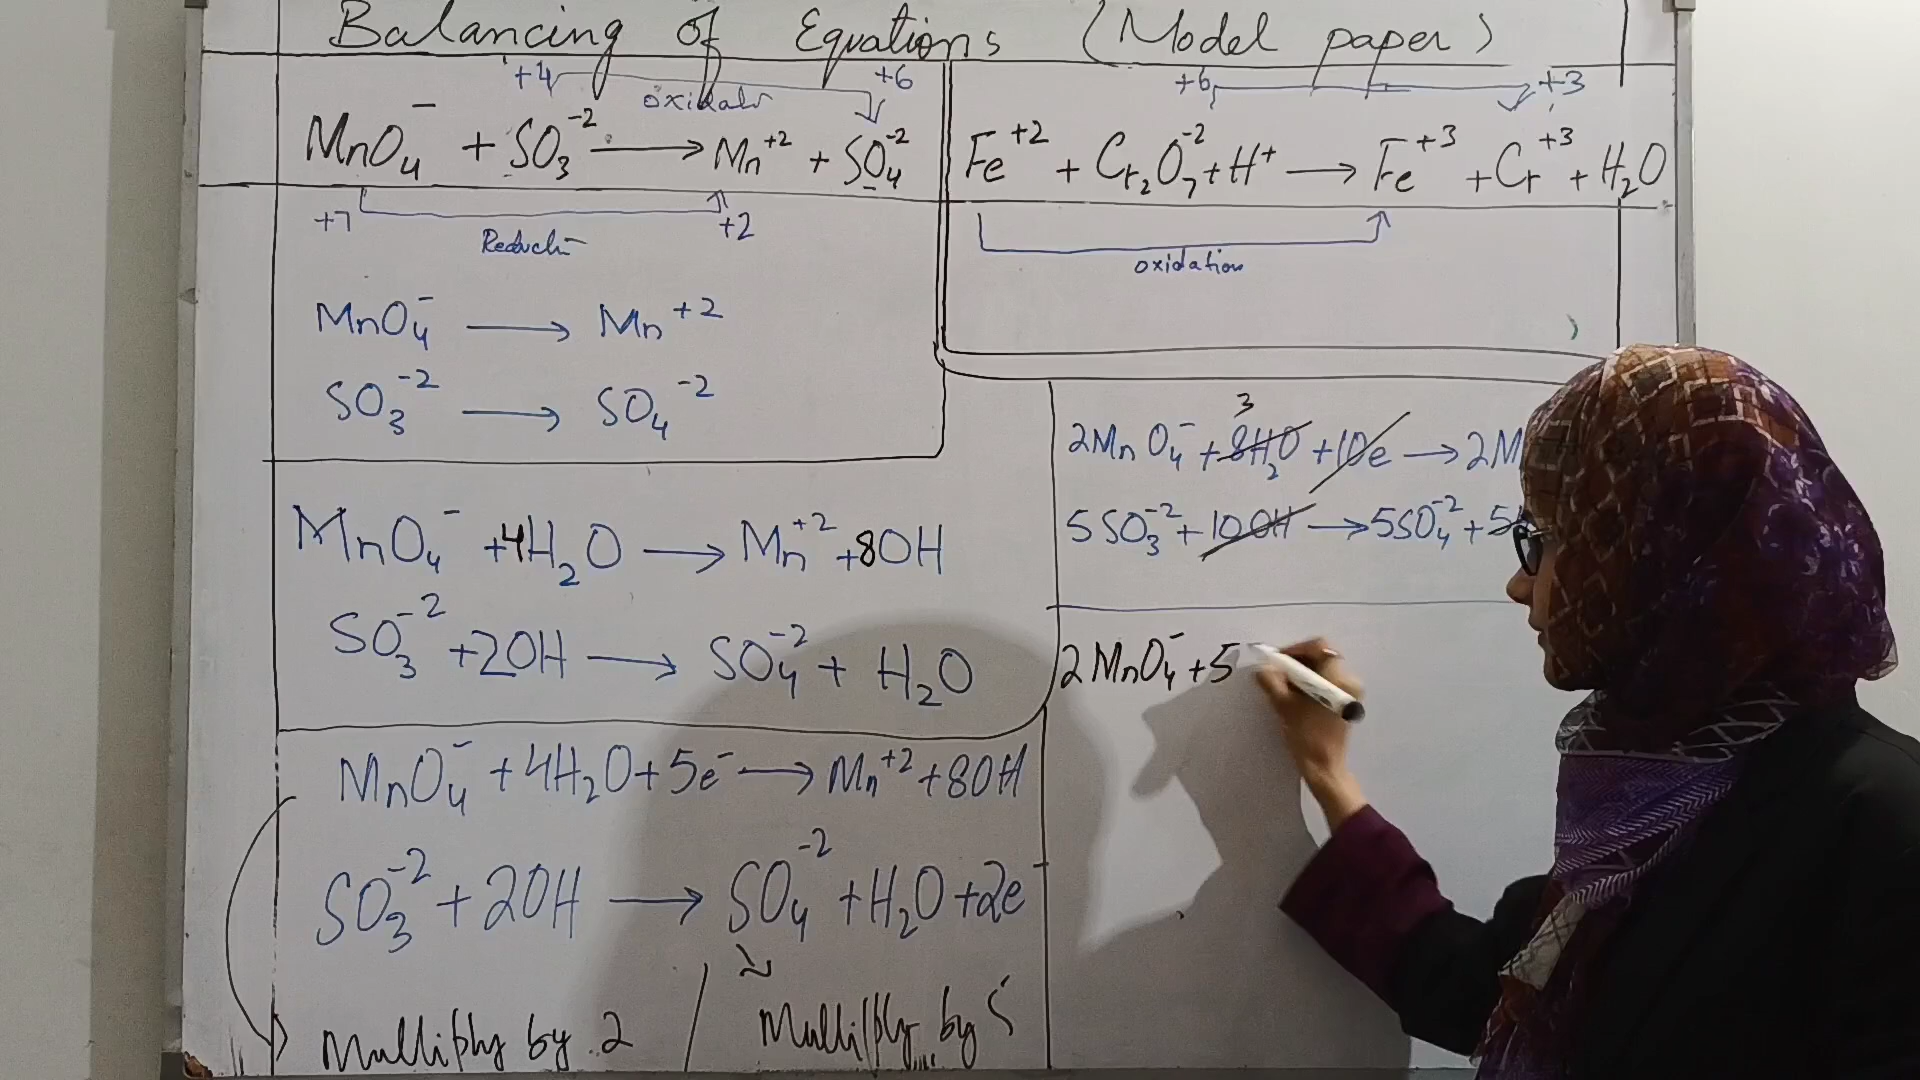 Balancing of Equations (Model paper)
+4 oxidatn +6
MnO₄⁻ + SO₃⁻² → Mn⁺² + SO₄⁻²
+7 Reductn +2
MnO₄⁻ → Mn⁺²
SO₃⁻² → SO₄⁻²
MnO₄⁻ +4H₂O → Mn⁺² +8OH
SO₃⁻² +2OH → SO₄⁻² + H₂O
MnO₄⁻ +4H₂O+5e⁻ → Mn⁺² +8OH
SO₃⁻² + 2OH → SO₄⁻² +H₂O +2e⁻
Multiply by 2 / Multiply by 5
+6 +3
Fe⁺² + Cr₂O₇⁻² + H⁺ → Fe⁺³ + Cr⁺³ + H₂O
oxidation
3
2MnO₄⁻ + 8H₂O + 10e → 2M
5SO₃⁻² + 10OH → 5SO₄⁻² + 5
2MnO₄⁻ + 5